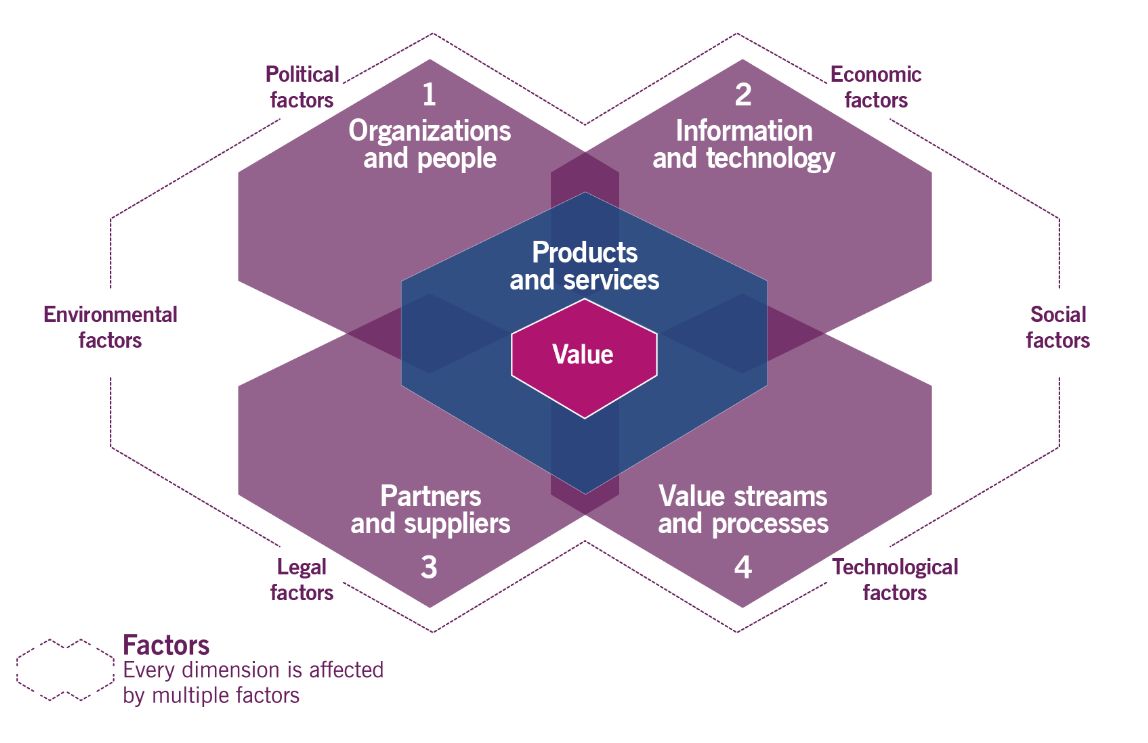 Political
factors
Economic
factors
1
Organizations
and people
2
Information
and technology
Products
and services
Value
Environmental
factors
Social
factors
Partners
and suppliers
3
Value streams
and processes
4
Legal
factors
Technological
factors
Factors
Every dimension is affected
by multiple factors